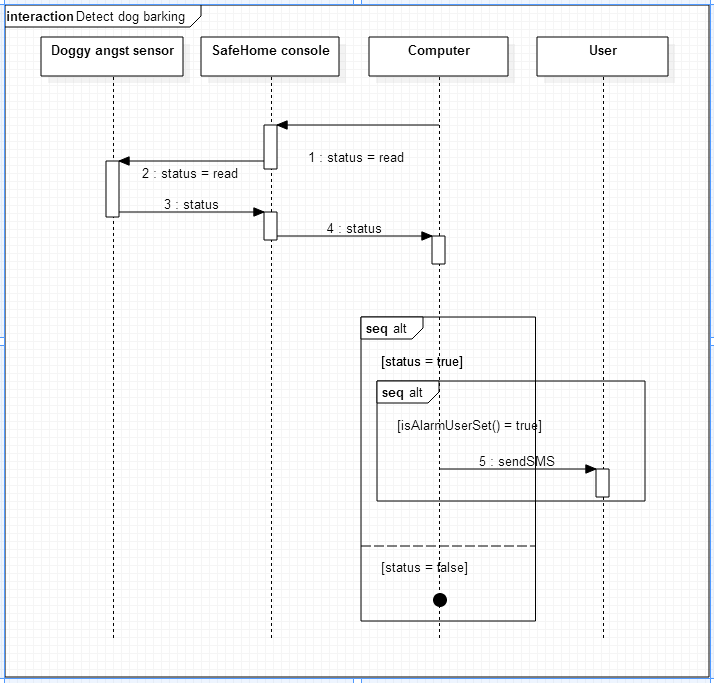 interaction Detect dog barking
Doggy angst sensor
SafeHome console
Computer
User
1 : status = read
2 : status = read
3 : status
4 : status
seq alt
[status = true]
seq alt
[isAlarmUserSet() = true]
5 : sendSMS
[status = false]